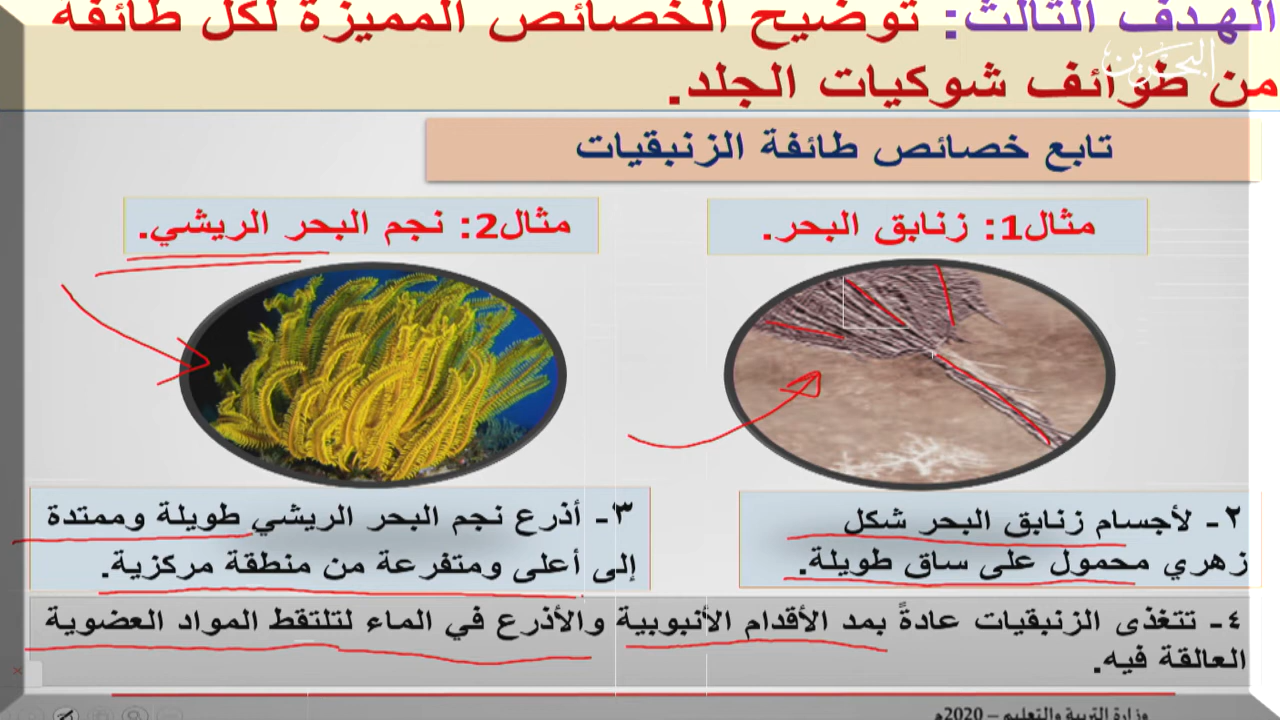 الهدف الثالث: توضيح الخصائص المميزة لكل طائفة
من طوائف شوكيات الجلد.
البحرين
تابع خصائص طائفة الزنبقيات
مثال1: زنابق البحر.
مثال2: نجم البحر الريشي.
٢- لأجسام زنابق البحر شكل
زهري محمول على ساق طويلة.
٣- أذرع نجم البحر الريشي طويلة وممتدة
إلى أعلى ومتفرعة من منطقة مركزية.
٤- تتغذى الزنبقيات عادةً بمد الأقدام الأنبوبية والأذرع في الماء لتلتقط المواد العضوية
العالقة فيه.
وزارة التربية والتعليم – 2020م